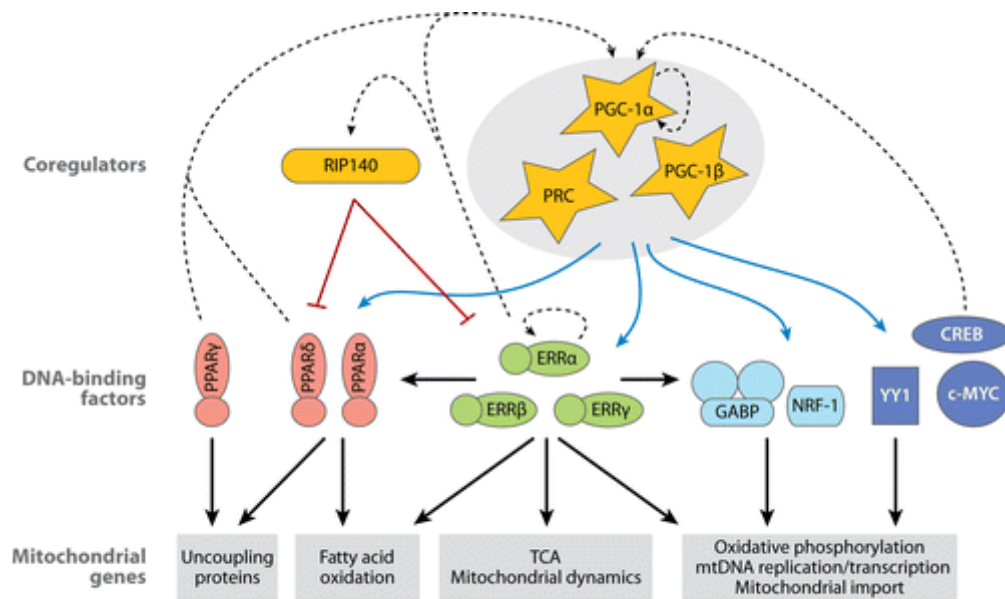 PGC-1α
Coregulators
RIP140
PGC-1β
PRC
CREB
PPARγ
PPARδ
PPARα
ERRα
DNA-binding
factors
ERRβ
ERRγ
GABP
NRF-1
YY1
c-MYC
Mitochondrial
genes
Uncoupling
proteins
Fatty acid
oxidation
TCA
Mitochondrial dynamics
Oxidative phosphorylation
mtDNA replication/transcription
Mitochondrial import